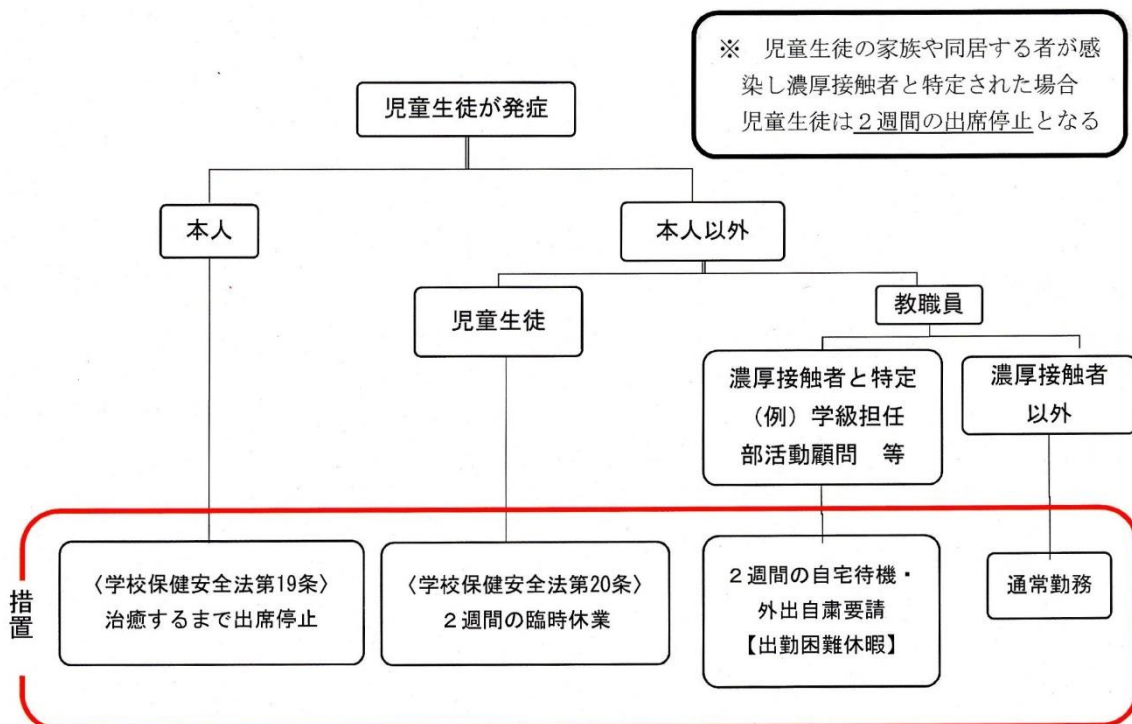 ※　児童生徒の家族や同居する者が感
染し濃厚接触者と特定された場合
児童生徒は２週間の出席停止となる
児童生徒が発症
本人
本人以外
児童生徒
教職員
濃厚接触者と特定
（例）学級担任
部活動顧問　等
濃厚接触者
以外
措置
〈学校保健安全法第19条〉
治癒するまで出席停止
〈学校保健安全法第20条〉
２週間の臨時休業
２週間の自宅待機・
外出自粛要請
【出勤困難休暇】
通常勤務